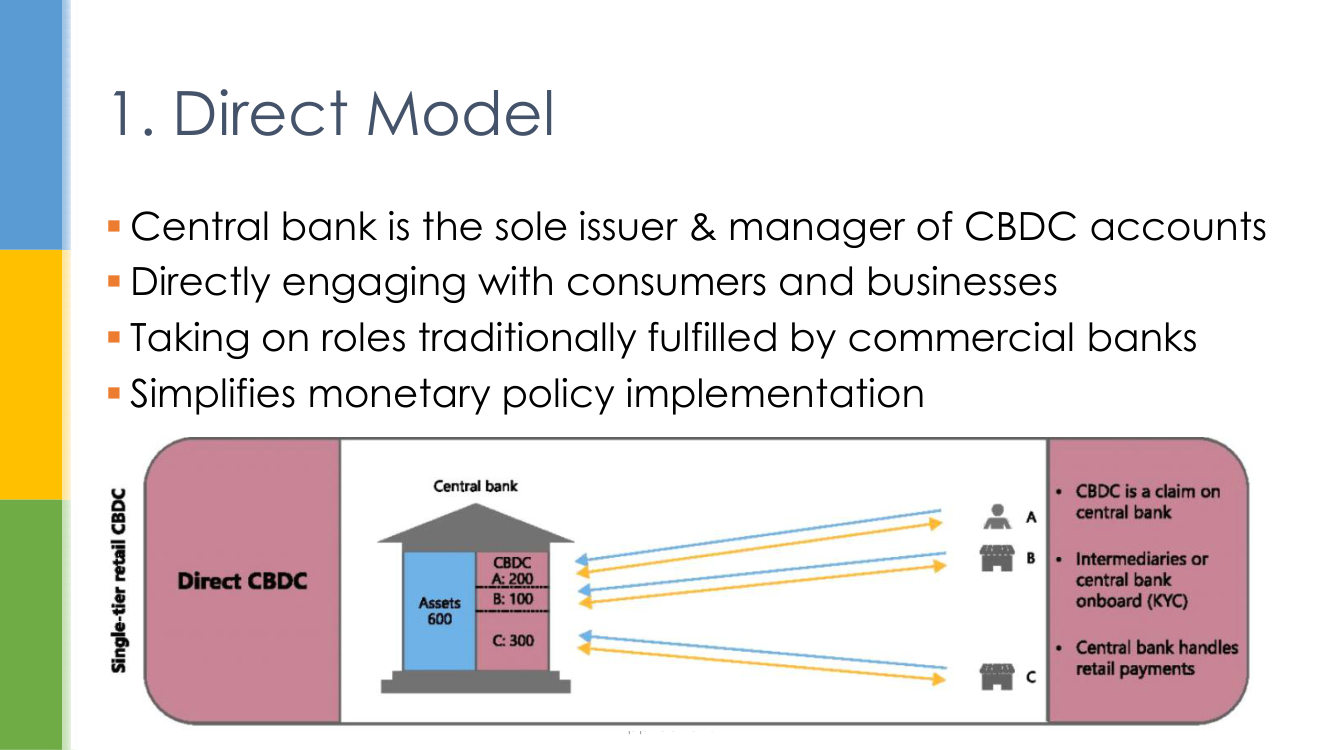 1. Direct Model
Central bank is the sole issuer & manager of CBDC accounts
Directly engaging with consumers and businesses
Taking on roles traditionally fulfilled by commercial banks
Simplifies monetary policy implementation
Single-tier retail CBDC
Direct CBDC
Central bank
Assets
600
CBDC
A: 200
B: 100
C: 300
A
B
C
• CBDC is a claim on
central bank
• Intermediaries or
central bank
onboard (KYC)
• Central bank handles
retail payments